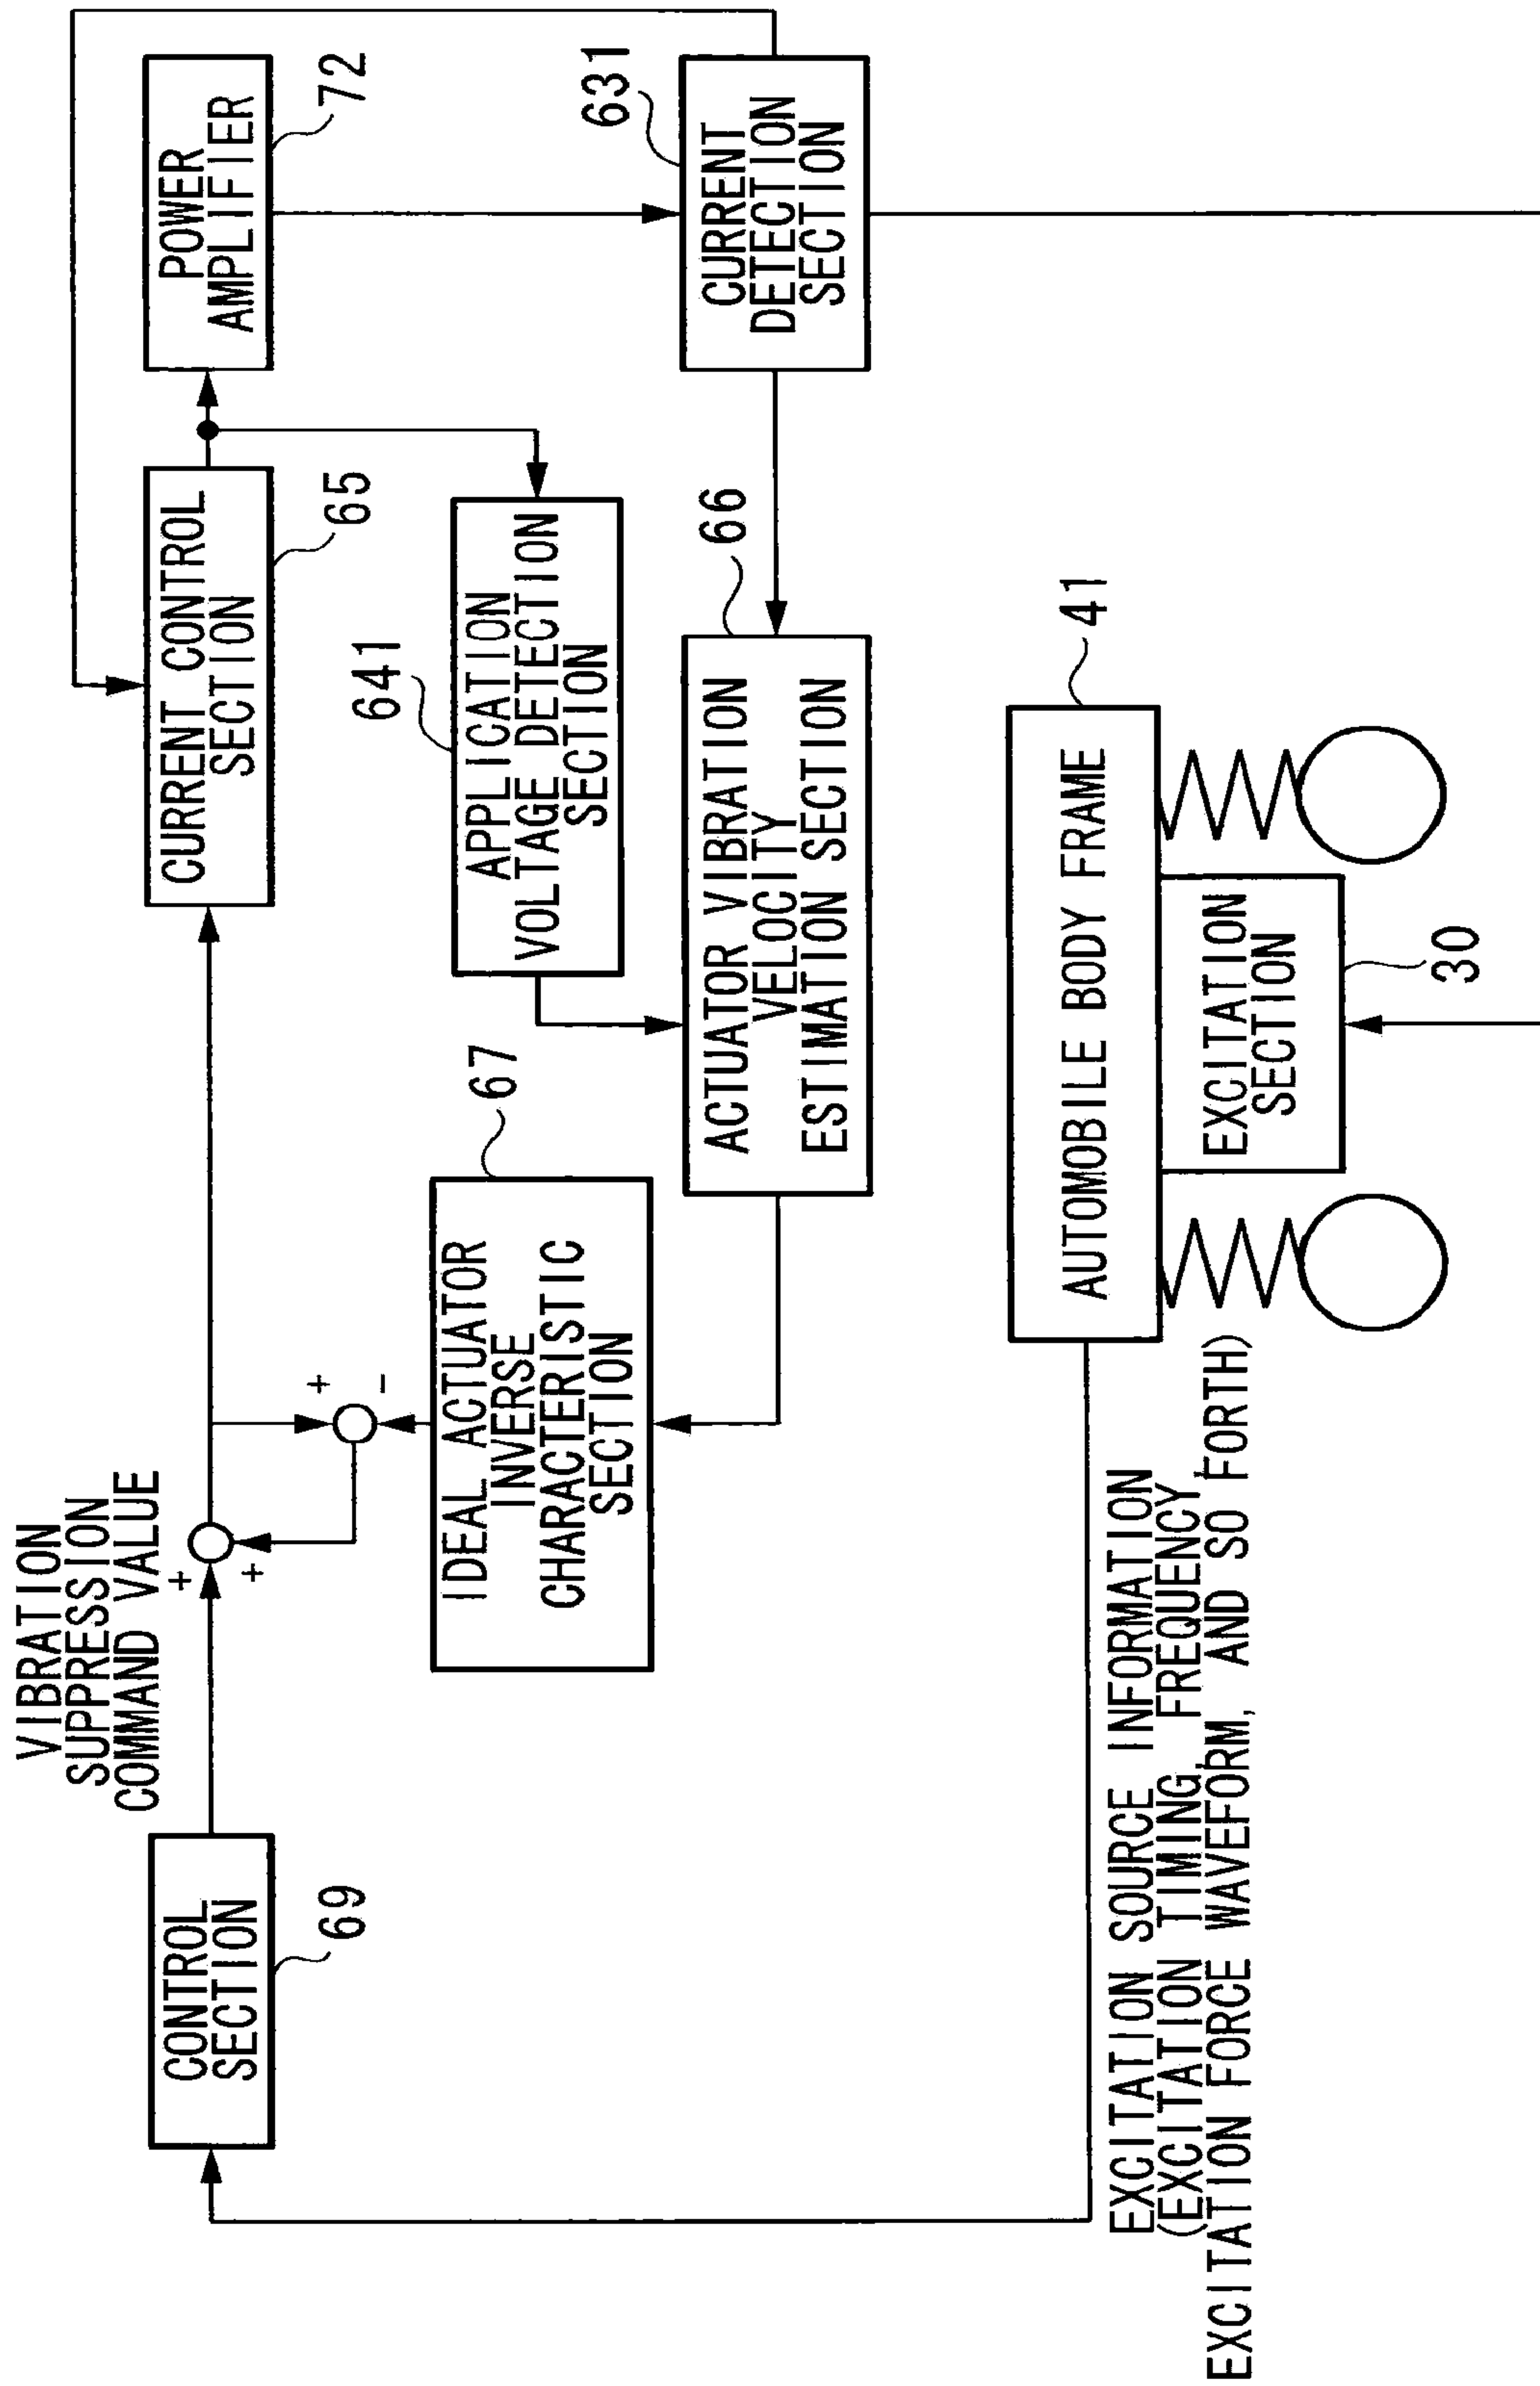 VIBRATION
SUPPRESSION
COMMAND VALUE
CONTROL
SECTION
69
+
+
+
-
CURRENT CONTROL
SECTION
65
POWER
AMPLIFIER
72
IDEAL ACTUATOR
INVERSE
CHARACTERISTIC
SECTION
67
APPLICATION
VOLTAGE DETECTION
SECTION
641
ACTUATOR VIBRATION
VELOCITY
ESTIMATION SECTION
66
CURRENT
DETECTION
SECTION
631
AUTOMOBILE BODY FRAME
41
EXCITATION
SECTION
30
EXCITATION SOURCE INFORMATION
(EXCITATION TIMING, FREQUENCY,
EXCITATION FORCE WAVEFORM, AND SO FORTH)